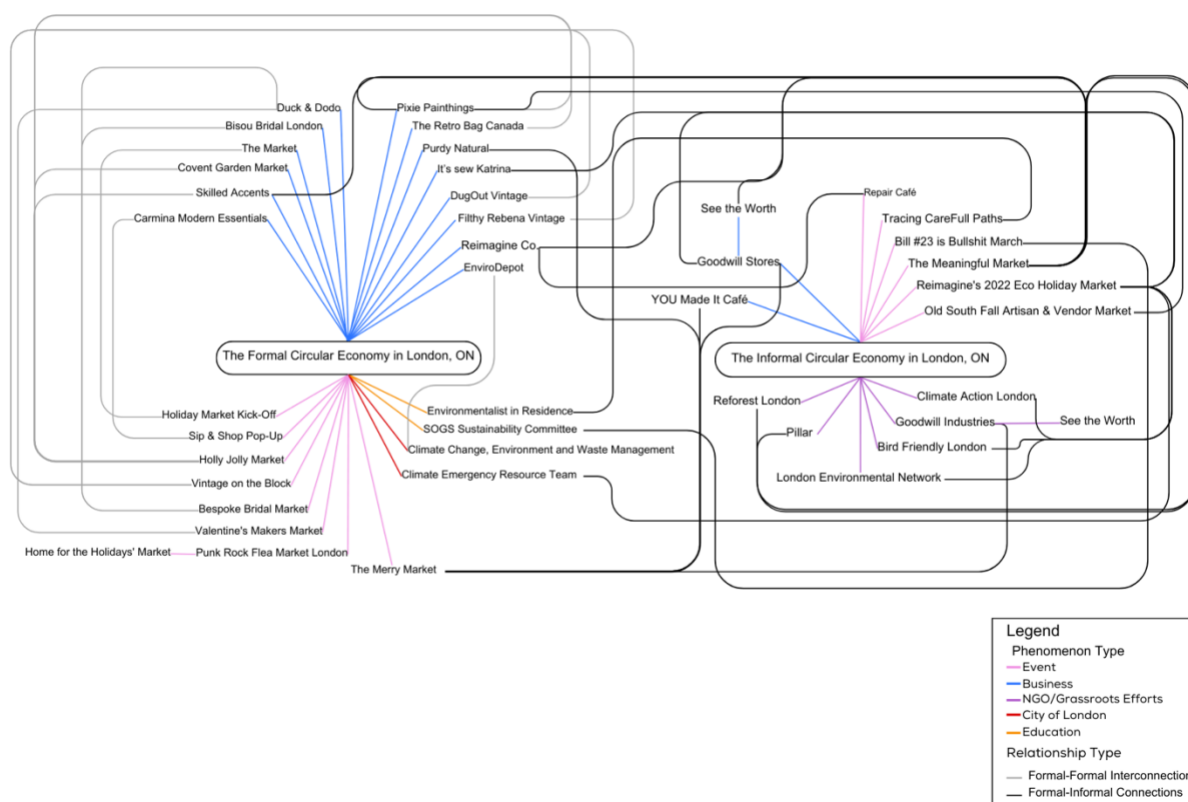 Duck & Dodo
Bisou Bridal London
The Market
Covent Garden Market
Skilled Accents
Carmina Modern Essentials
Pixie Painthings
The Retro Bag Canada
Purdy Natural
It's sew Katrina
DugOut Vintage
Filthy Rebena Vintage
Reimagine Co.
EnviroDepot
The Formal Circular Economy in London, ON
Holiday Market Kick-Off
Sip & Shop Pop-Up
Holly Jolly Market
Vintage on the Block
Bespoke Bridal Market
Valentine's Makers Market
Home for the Holidays' Market
Punk Rock Flea Market London
The Merry Market
Environmentalist in Residence
SOGS Sustainability Committee
Climate Change, Environment and Waste Management
Climate Emergency Resource Team
See the Worth
Goodwill Stores
YOU Made It Café
Repair Café
Tracing CareFull Paths
Bill #23 is Bullshit March
The Meaningful Market
Reimagine's 2022 Eco Holiday Market
Old South Fall Artisan & Vendor Market
The Informal Circular Economy in London, ON
Reforest London
Pillar
London Environmental Network
Bird Friendly London
Goodwill Industries
See the Worth
Climate Action London
Legend
Phenomenon Type
Event
Business
NGO/Grassroots Efforts
City of London
Education
Relationship Type
Formal-Formal Interconnection
Formal-Informal Connections